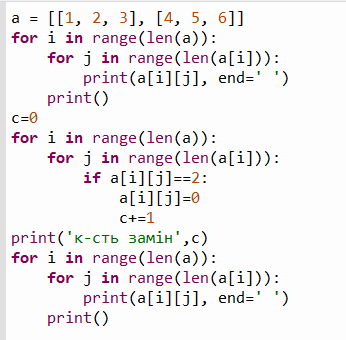 a = [[1, 2, 3], [4, 5, 6]]
for i in range(len(a)):
    for j in range(len(a[i])):
        print(a[i][j], end=' ')
    print()
c=0
for i in range(len(a)):
    for j in range(len(a[i])):
        if a[i][j]==2:
            a[i][j]=0
            c+=1
print('к-сть замін',c)
for i in range(len(a)):
    for j in range(len(a[i])):
        print(a[i][j], end=' ')
    print()